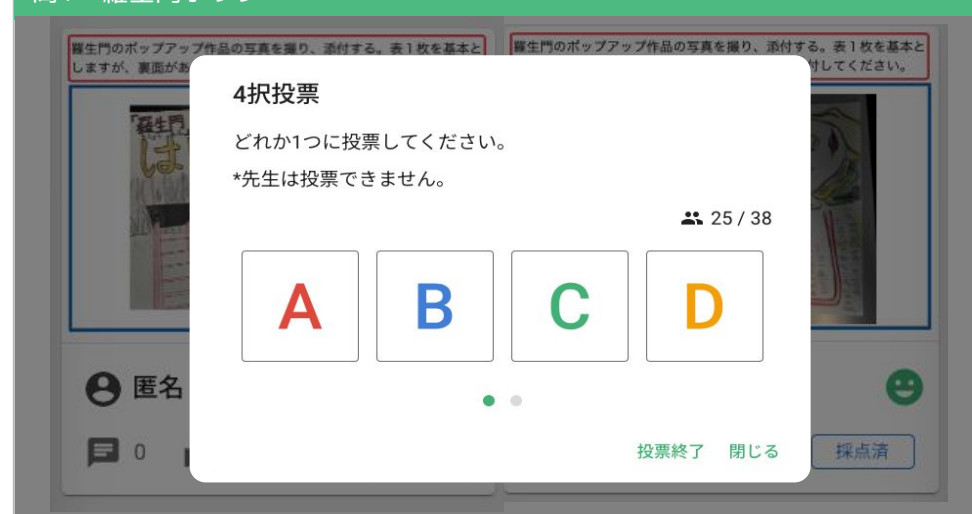 羅生門のポップアップ作品の写真を撮り、添付する。表1枚を基本と
しますが、裏面があ
羅生門のポップアップ作品の写真を撮り、添付する。表1枚を基本と
付してください。
「羅生門」
は
4択投票
どれか1つに投票してください。
*先生は投票できません。
25 / 38
A B C D
匿名
0
投票終了 閉じる
採点済